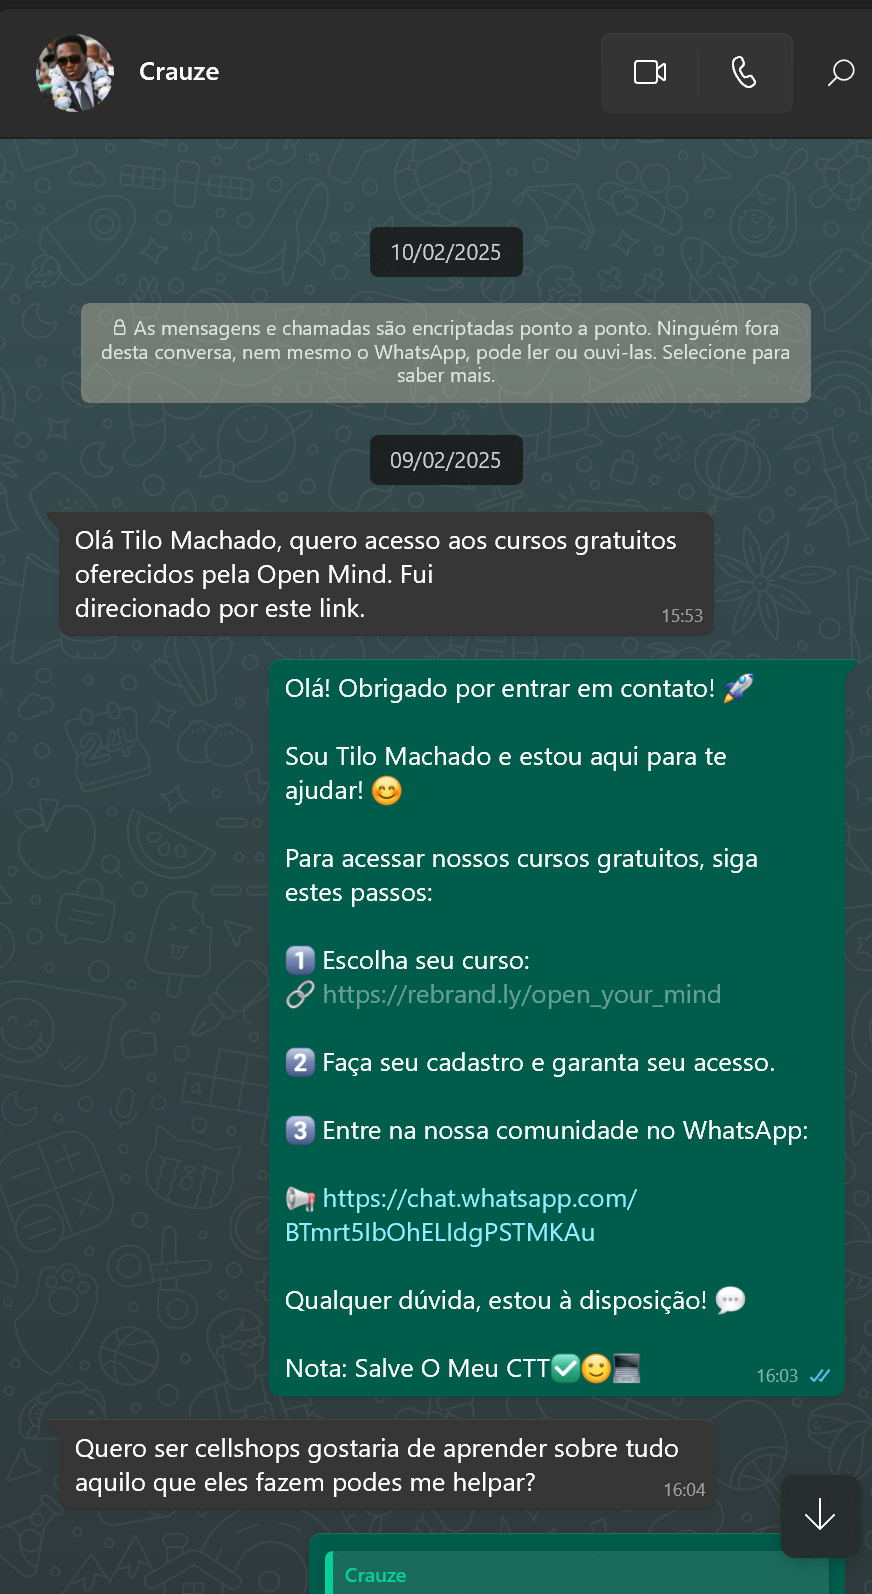 Crauze
10/02/2025
As mensagens e chamadas são encriptadas ponto a ponto. Ninguém fora
desta conversa, nem mesmo o WhatsApp, pode ler ou ouvi-las. Selecione para
saber mais.
09/02/2025
Olá Tilo Machado, quero acesso aos cursos gratuitos
oferecidos pela Open Mind. Fui
direcionado por este link.
15:53
Olá! Obrigado por entrar em contato! 🚀
Sou Tilo Machado e estou aqui para te
ajudar! 😊
Para acessar nossos cursos gratuitos, siga
estes passos:
1️⃣ Escolha seu curso:
🔗 https://rebrand.ly/open_your_mind
2️⃣ Faça seu cadastro e garanta seu acesso.
3️⃣ Entre na nossa comunidade no WhatsApp:
📢 https://chat.whatsapp.com/
BTmrt5IbOhELIdgPSTMKAu
Qualquer dúvida, estou à disposição! 💬
Nota: Salve O Meu CTT✅🙂💻
16:03
Quero ser cellshops gostaria de aprender sobre tudo
aquilo que eles fazem podes me helpar?
16:04
Crauze